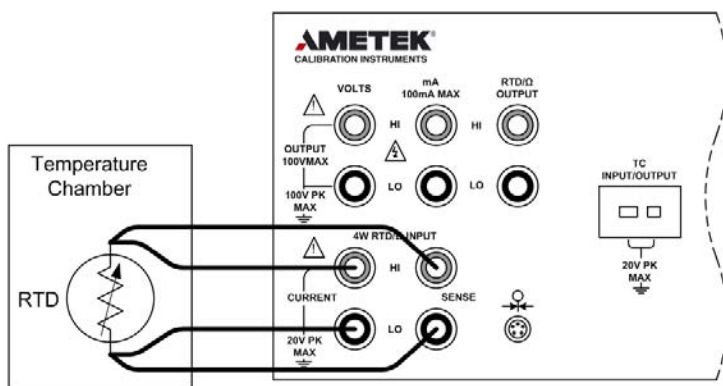 AMETEK®
CALIBRATION INSTRUMENTS
VOLTS
mA
100mA MAX
RTD/Ω
OUTPUT
HI
HI
OUTPUT
100VMAX
LO
LO
100V PK
MAX
TC
INPUT/OUTPUT
20V PK
MAX
Temperature
Chamber
RTD
4W RTD/Ω INPUT
HI
CURRENT
SENSE
LO
20V PK
MAX